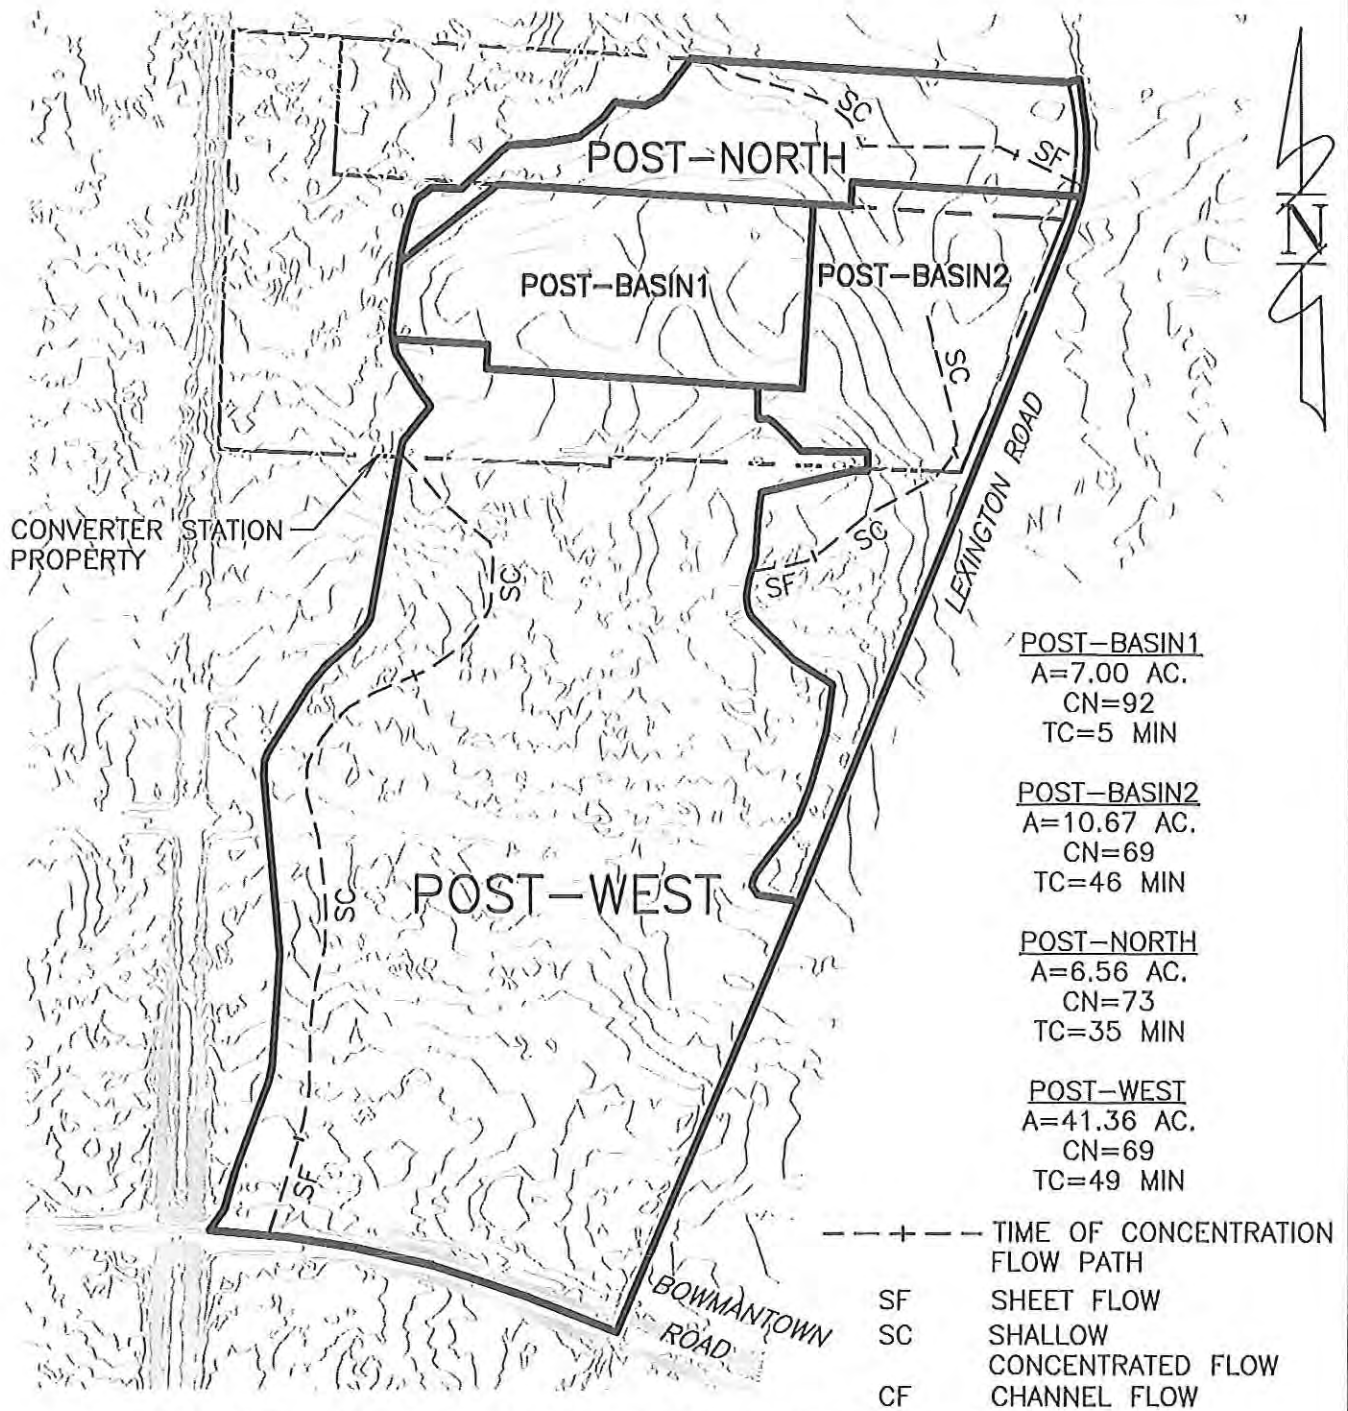 SC
SF
POST-NORTH
N
POST-BASIN1
POST-BASIN2
SC
LEXINGTON ROAD
CONVERTER STATION
PROPERTY
SC
SC
SF
POST-WEST
SC
SF
BOWMANTOWN
ROAD
POST-BASIN1
A=7.00 AC.
CN=92
TC=5 MIN
POST-BASIN2
A=10.67 AC.
CN=69
TC=46 MIN
POST-NORTH
A=6.56 AC.
CN=73
TC=35 MIN
POST-WEST
A=41.36 AC.
CN=69
TC=49 MIN
TIME OF CONCENTRATION
FLOW PATH
SF SHEET FLOW
SC SHALLOW
CONCENTRATED FLOW
CF CHANNEL FLOW